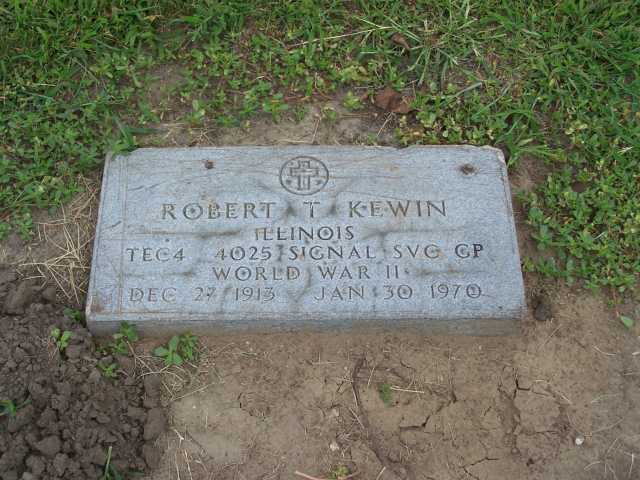 ROBERT T KEWIN
ILLINOIS
TEC4 4025 SIGNAL SVC GP
WORLD WAR II
DEC 27 1913 JAN 30 1970